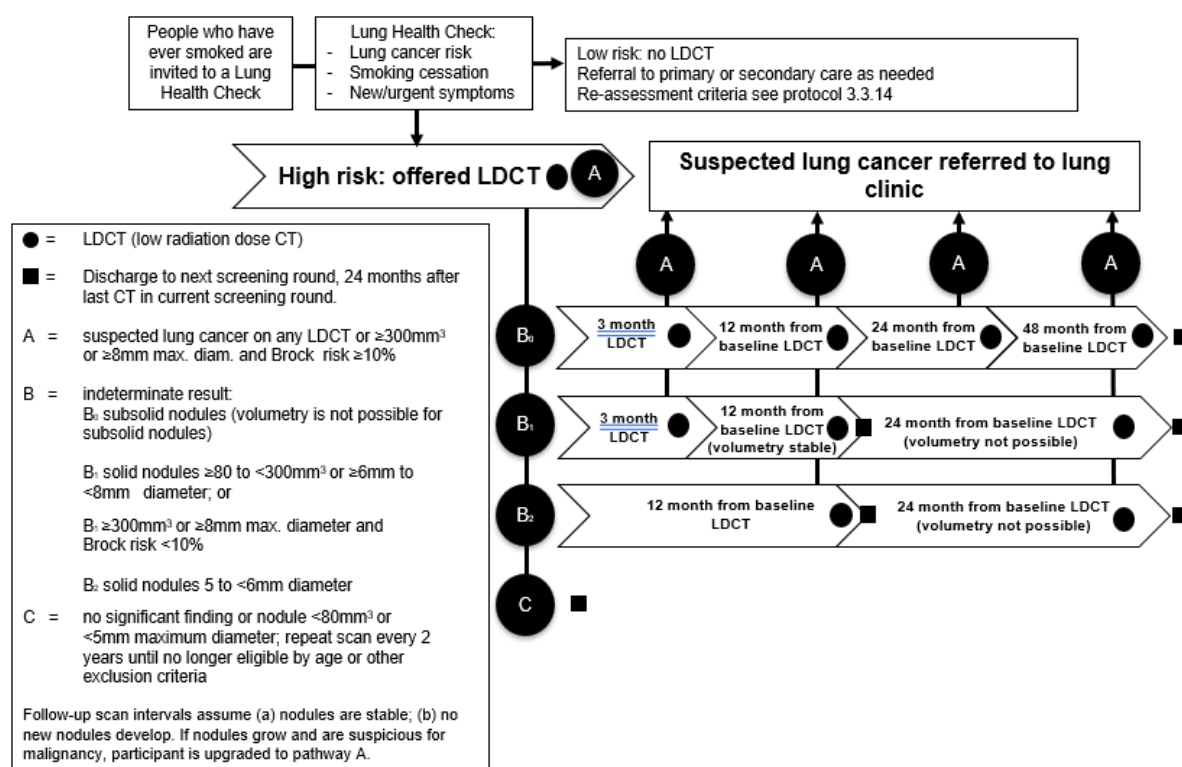 People who have
ever smoked are
invited to a Lung
Health Check
Lung Health Check:
- Lung cancer risk
- Smoking cessation
- New/urgent symptoms
Low risk: no LDCT
Referral to primary or secondary care as needed
Re-assessment criteria see protocol 3.3.14
High risk: offered LDCT
A
Suspected lung cancer referred to lung
clinic
A
A
A
A
= LDCT (low radiation dose CT)
= Discharge to next screening round, 24 months after
last CT in current screening round.
A = suspected lung cancer on any LDCT or ≥300mm³
or ≥8mm max. diam. and Brock risk ≥10%
B = indeterminate result:
B₀ subsolid nodules (volumetry is not possible for
subsolid nodules)
B₁ solid nodules ≥80 to <300mm³ or ≥6mm to
<8mm diameter; or
B₁ ≥300mm³ or ≥8mm max. diameter and
Brock risk <10%
B₂ solid nodules 5 to <6mm diameter
C = no significant finding or nodule <80mm³ or
<5mm maximum diameter; repeat scan every 2
years until no longer eligible by age or other
exclusion criteria
Follow-up scan intervals assume (a) nodules are stable; (b) no
new nodules develop. If nodules grow and are suspicious for
malignancy, participant is upgraded to pathway A.
B₀
3 month
LDCT
12 month from
baseline LDCT
24 month from
baseline LDCT
48 month from
baseline LDCT
B₁
3 month
LDCT
12 month from
baseline LDCT
(volumetry stable)
24 month from baseline LDCT
(volumetry not possible)
B₂
12 month from baseline
LDCT
24 month from baseline LDCT
(volumetry not possible)
C